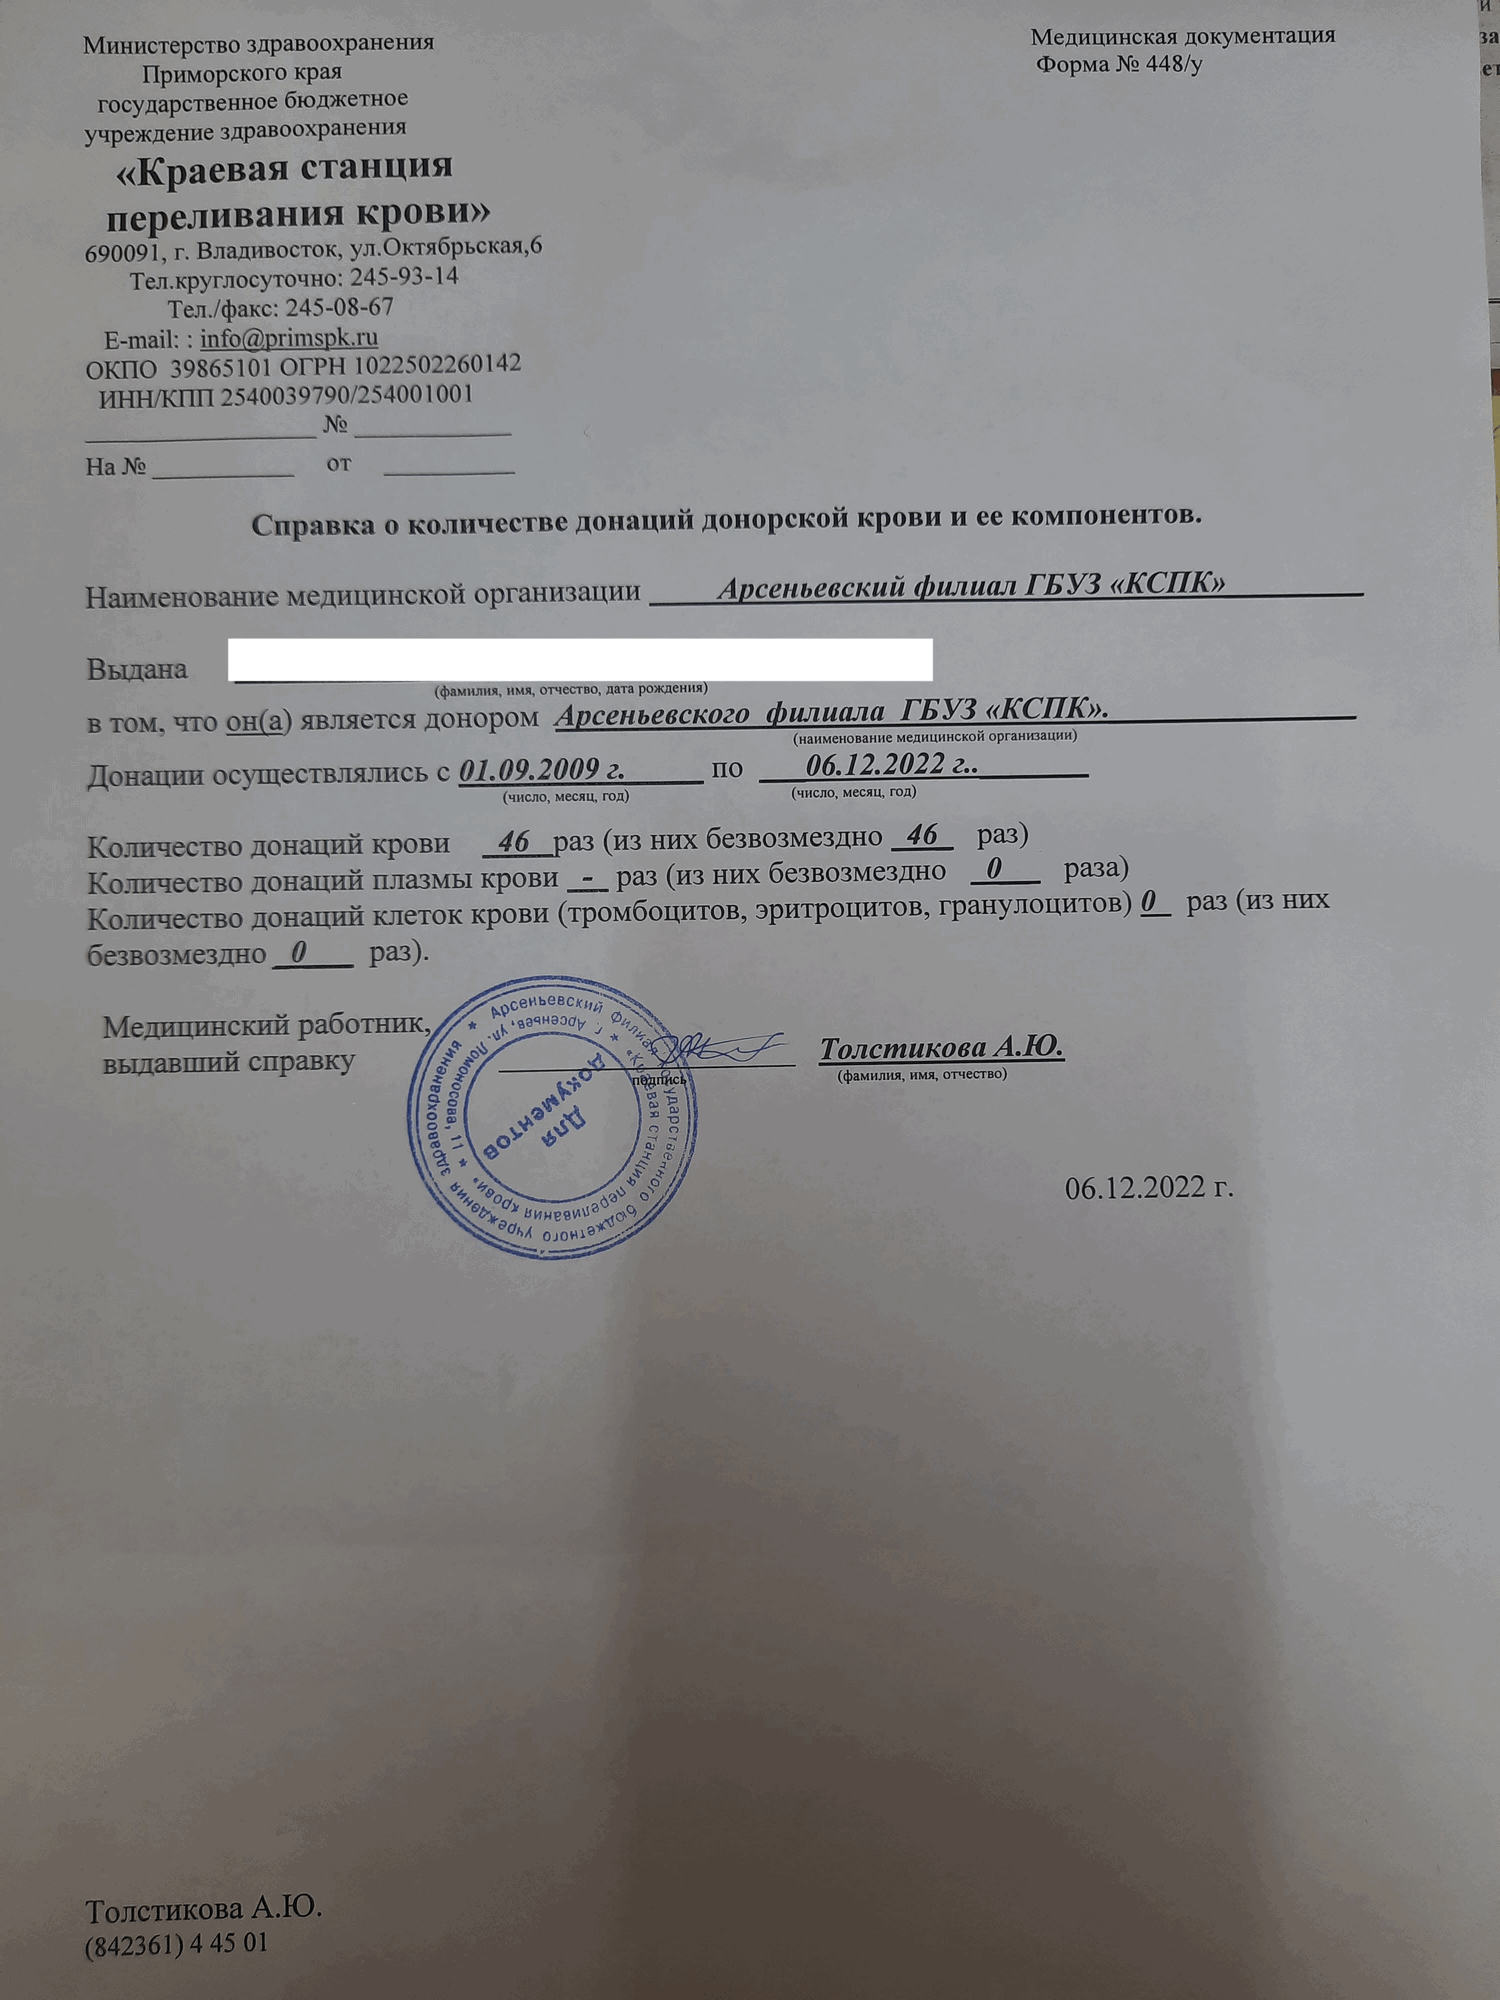 Министерство здравоохранения
Приморского края
государственное бюджетное
учреждение здравоохранения
«Краевая станция
переливания крови»
690091, г. Владивосток, ул.Октябрьская,6
Тел.круглосуточно: 245-93-14
Тел./факс: 245-08-67
E-mail: : info@primspk.ru
ОКПО 39865101 ОГРН 1022502260142
ИНН/КПП 2540039790/254001001
№
На № от
Медицинская документация
Форма № 448/у
Справка о количестве донаций донорской крови и ее компонентов.
Наименование медицинской организации Арсеньевский филиал ГБУЗ «КСПК»
Выдана
(фамилия, имя, отчество, дата рождения)
в том, что он(а) является донором Арсеньевского филиала ГБУЗ «КСПК».
(наименование медицинской организации)
Донации осуществлялись с 01.09.2009 г. по 06.12.2022 г..
(число, месяц, год) (число, месяц, год)
Количество донаций крови 46 раз (из них безвозмездно 46 раз)
Количество донаций плазмы крови - раз (из них безвозмездно 0 раза)
Количество донаций клеток крови (тромбоцитов, эритроцитов, гранулоцитов) 0 раз (из них
безвозмездно 0 раз).
Медицинский работник,
выдавший справку
подпись
Толстикова А.Ю.
(фамилия, имя, отчество)
* Арсеньевский филиал государственного бюджетного учреждения здравоохранения
* «Краевая станция переливания крови» * г. Арсеньев, ул. Ломоносова, 11
Для
документов
06.12.2022 г.
Толстикова А.Ю.
(842361) 4 45 01